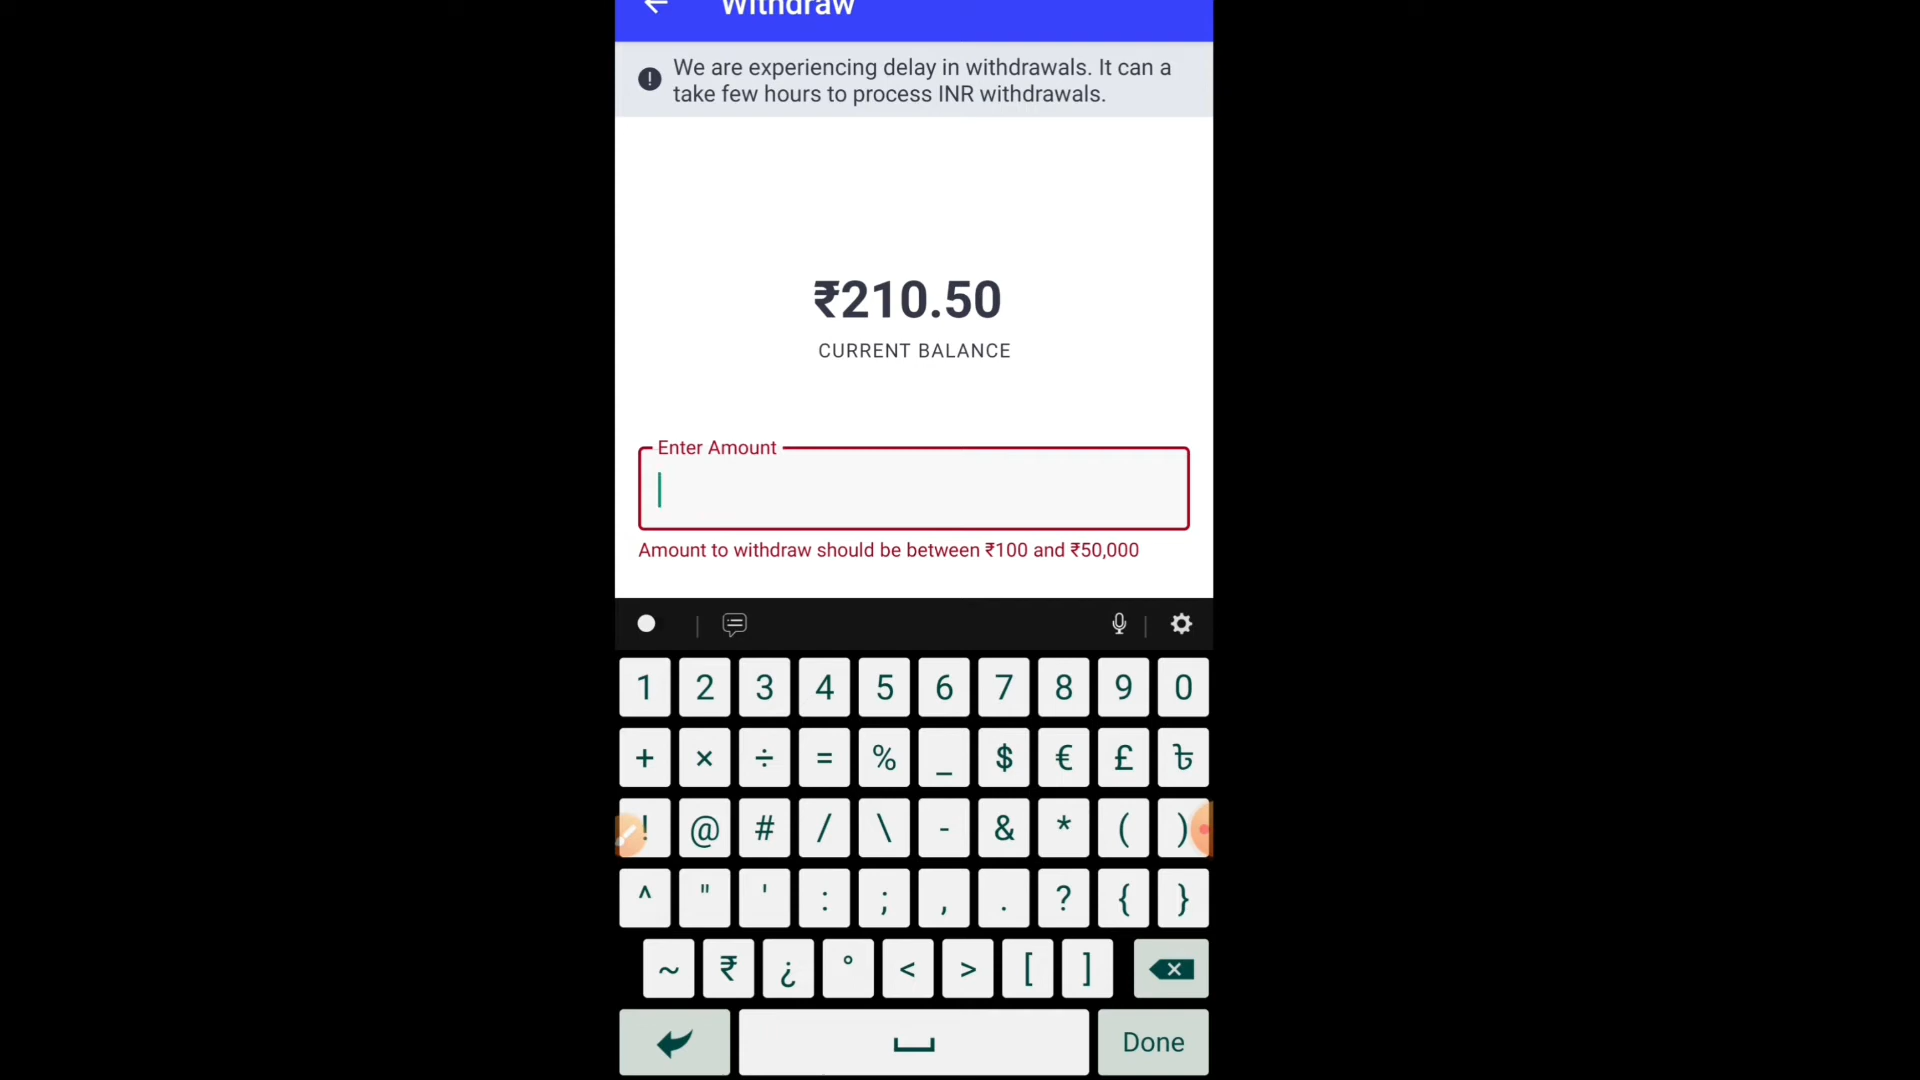 Withdraw
We are experiencing delay in withdrawals. It can a
take few hours to process INR withdrawals.
₹210.50
CURRENT BALANCE
Enter Amount
Amount to withdraw should be between ₹100 and ₹50,000
1 2 3 4 5 6 7 8 9 0
+ × ÷ = % _ $ € £ ৳
! @ # / \ - & * ( )
^ " ' : ; , . ? { }
~ ₹ ¿ ° < > [ ]
Done